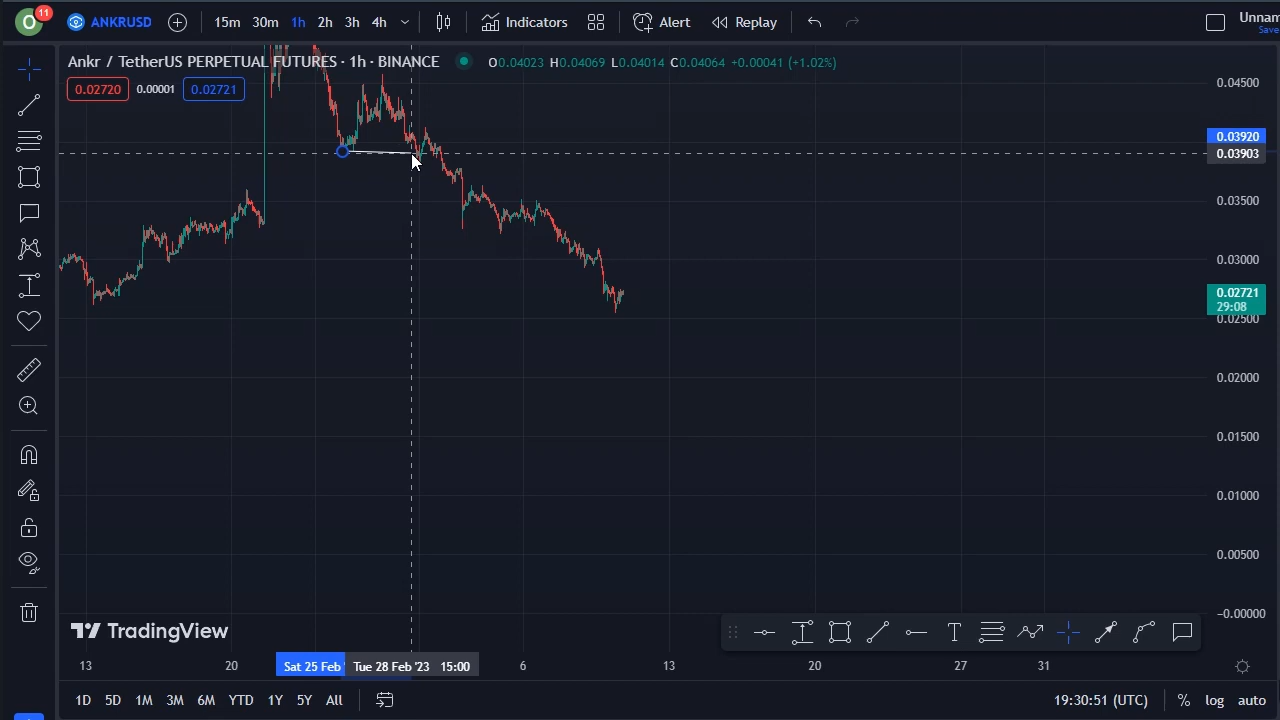 O 11 ANKRUSD 15m 30m 1h 2h 3h 4h Indicators Alert Replay Unnam
Save
Ankr / TetherUS PERPETUAL FUTURES · 1h · BINANCE O0.04023 H0.04069 L0.04014 C0.04064 +0.00041 (+1.02%)
0.02720 0.00001 0.02721
0.04500
0.03920
0.03903
0.03500
0.03000
0.02721
29:08
0.02500
0.02000
0.01500
0.01000
0.00500
−0.00000
TradingView
T
13 20 Sat 25 Feb Tue 28 Feb '23 15:00 6 13 20 27 31
1D 5D 1M 3M 6M YTD 1Y 5Y All 19:30:51 (UTC) % log auto